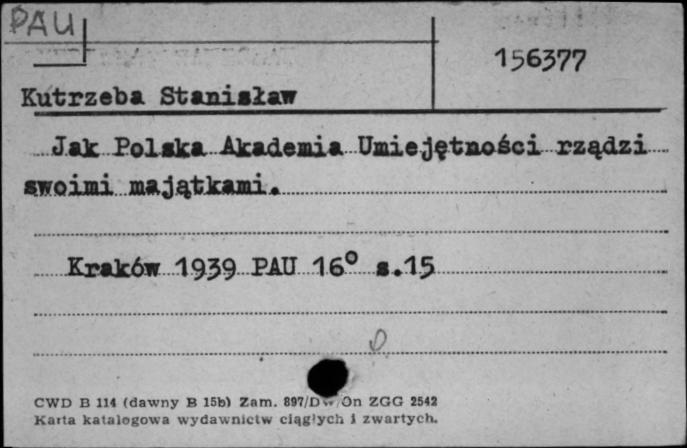 PAU
156377
Kutrzeba Stanisław
Jak Polska Akademia Umiejętności rządzi
swoimi majątkami.
Kraków 1939 PAU 16° s.15
D.
CWD B 114 (dawny B 15b) Zam. 897/Dw/On ZGG 2542
Karta katalogowa wydawnictw ciągłych i zwartych.